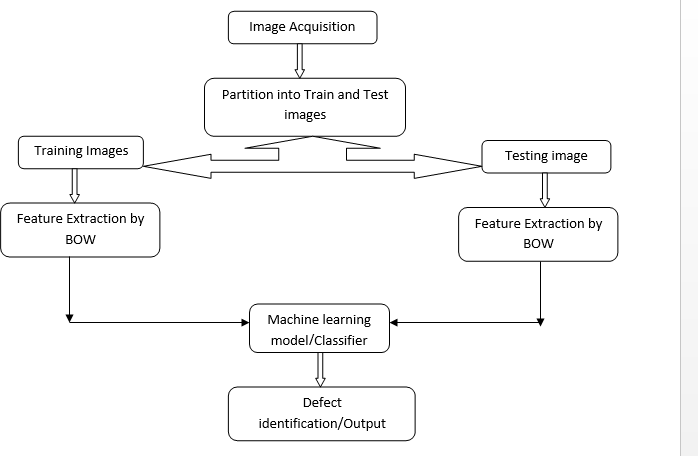 Image Acquisition
Partition into Train and Test
images
Training Images
Testing image
Feature Extraction by
BOW
Feature Extraction by
BOW
Machine learning
model/Classifier
Defect
identification/Output